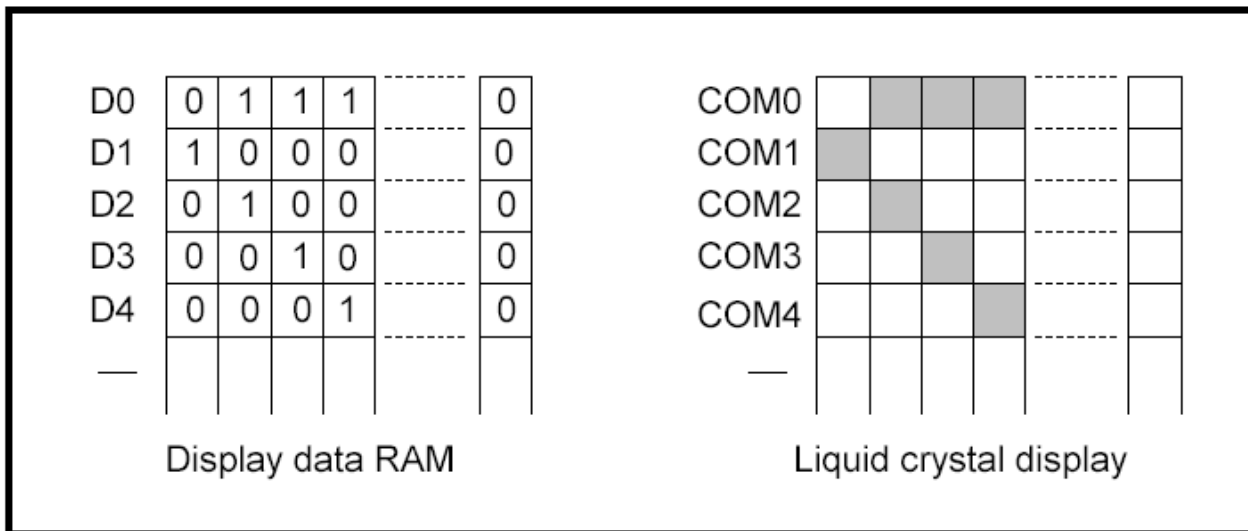 D0 0 1 1 1 0
D1 1 0 0 0 0
D2 0 1 0 0 0
D3 0 0 1 0 0
D4 0 0 0 1 0
—
Display data RAM
COM0
COM1
COM2
COM3
COM4
—
Liquid crystal display